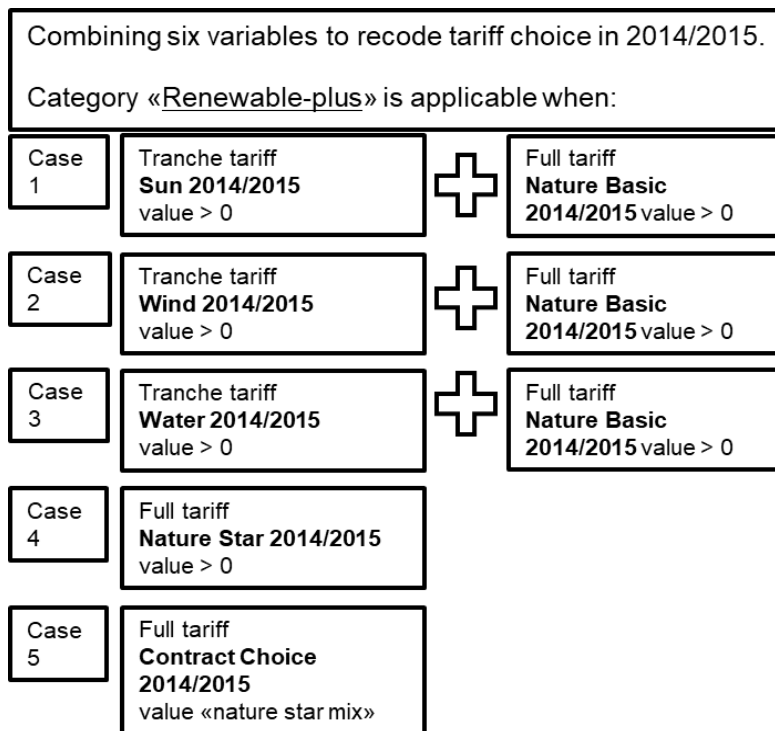 Combining six variables to recode tariff choice in 2014/2015.
Category «Renewable-plus» is applicable when:
Case
1
Tranche tariff
Sun 2014/2015
value > 0
Full tariff
Nature Basic
2014/2015 value > 0
Case
2
Tranche tariff
Wind 2014/2015
value > 0
Full tariff
Nature Basic
2014/2015 value > 0
Case
3
Tranche tariff
Water 2014/2015
value > 0
Full tariff
Nature Basic
2014/2015 value > 0
Case
4
Full tariff
Nature Star 2014/2015
value > 0
Case
5
Full tariff
Contract Choice
2014/2015
value «nature star mix»